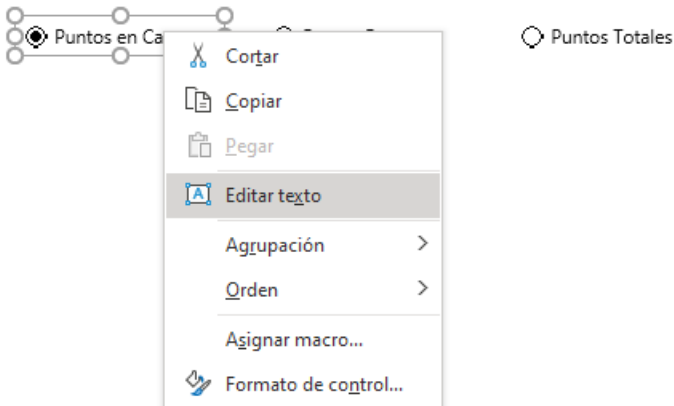 Puntos en Ca
Puntos Totales
Cortar
Copiar
Pegar
Editar texto
Agrupación
Orden
Asignar macro...
Formato de control...